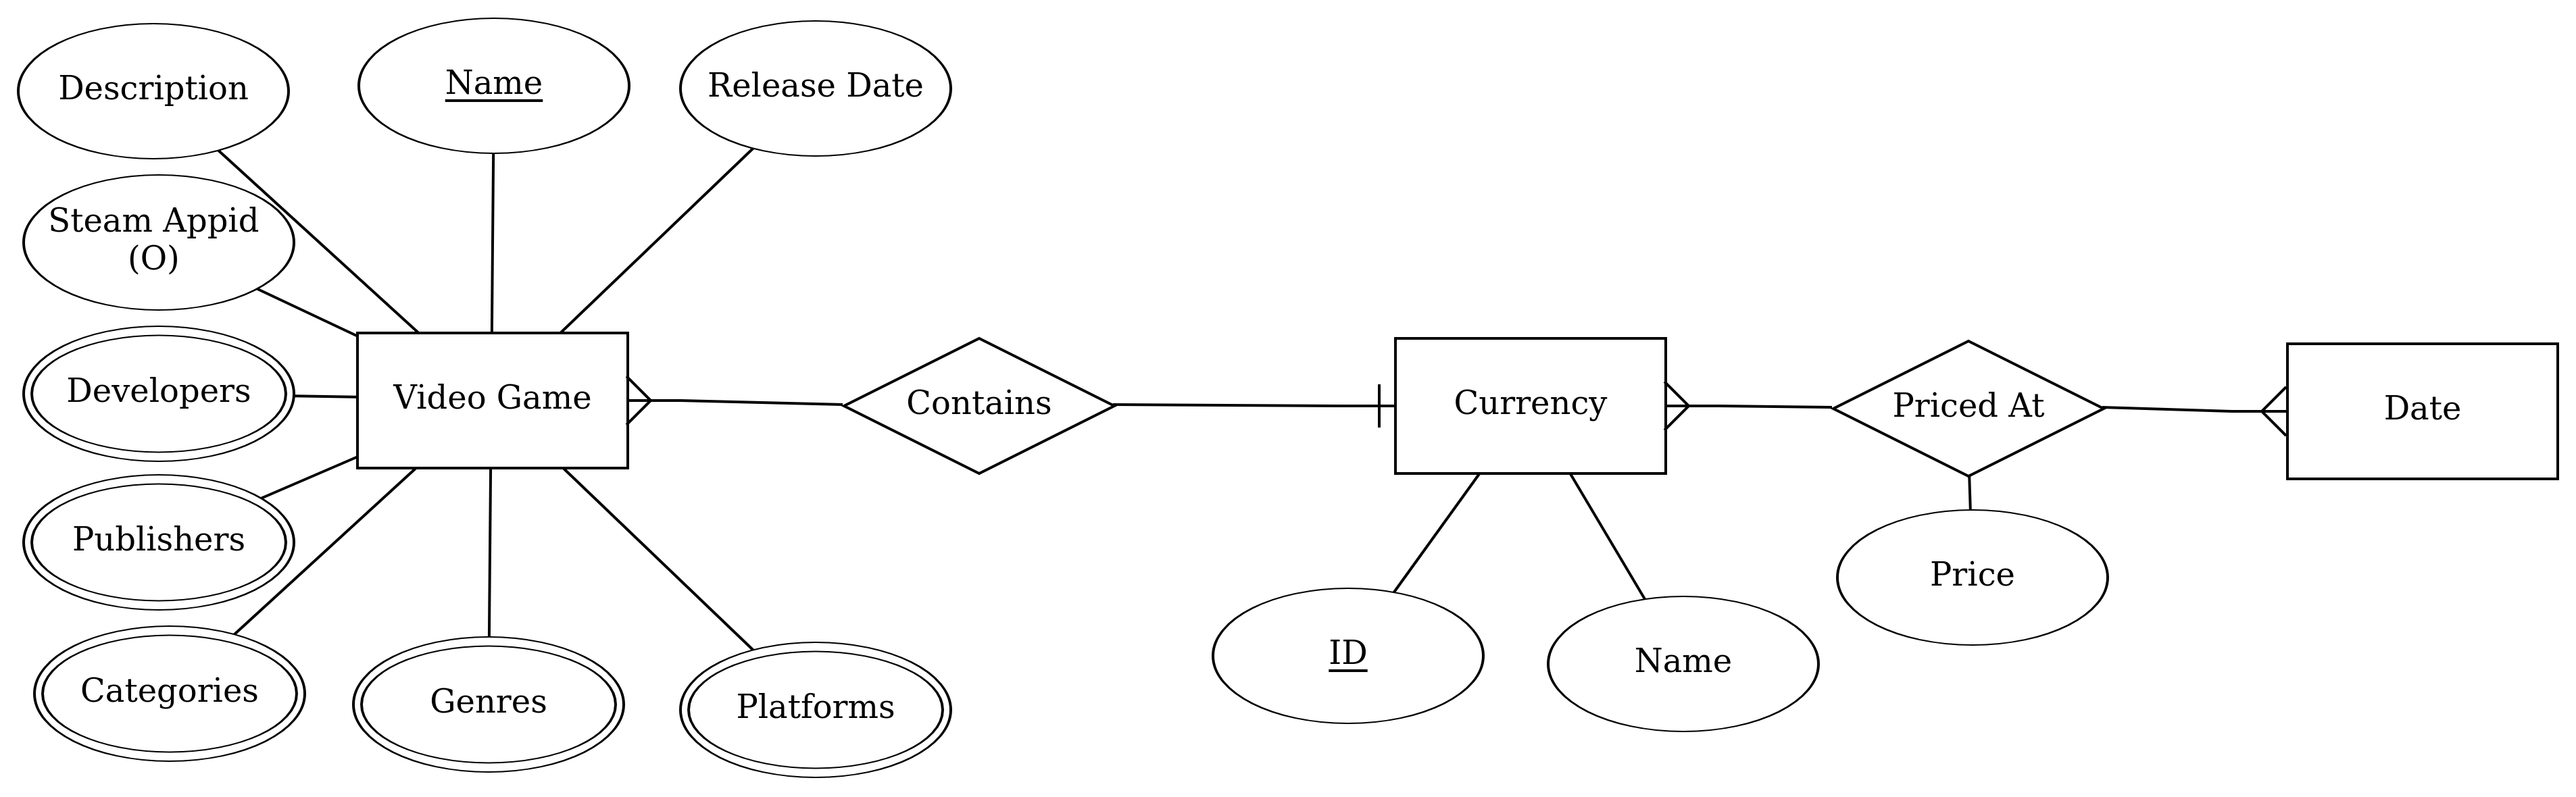 Description
Name
Release Date
Steam Appid
(O)
Developers
Video Game
Contains
Currency
Priced At
Date
Publishers
Price
Categories
Genres
Platforms
ID
Name